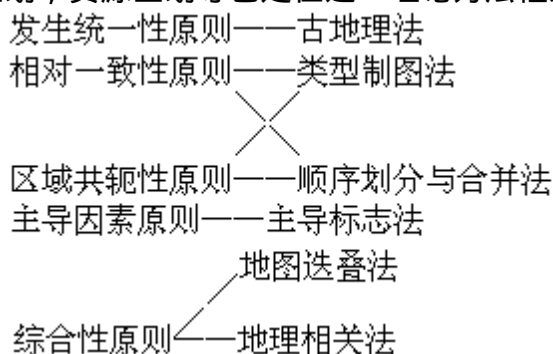 发生统一性原则——古地理法
相对一致性原则——类型制图法
区域共轭性原则——顺序划分与合并法
主导因素原则——主导标志法
地图迭叠法
综合性原则——地理相关法